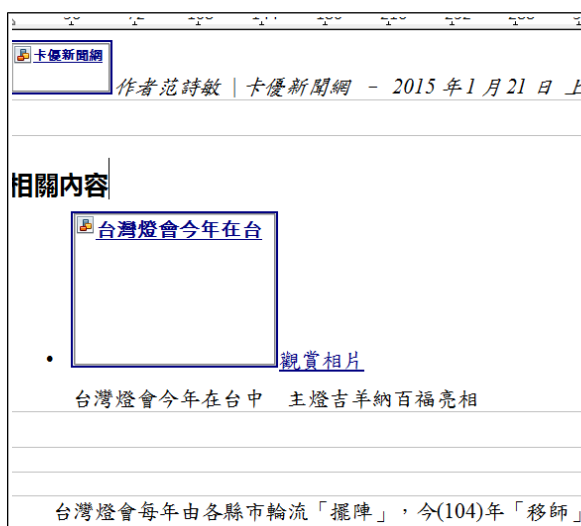 卡優新聞網
作者范詩敏 | 卡優新聞網 – 2015 年1 月 21 日 上
相關內容
台灣燈會今年在台
• 觀賞相片
台灣燈會今年在台中　主燈吉羊納百福亮相
台灣燈會每年由各縣市輪流「擺陣」，今(104)年「移師」